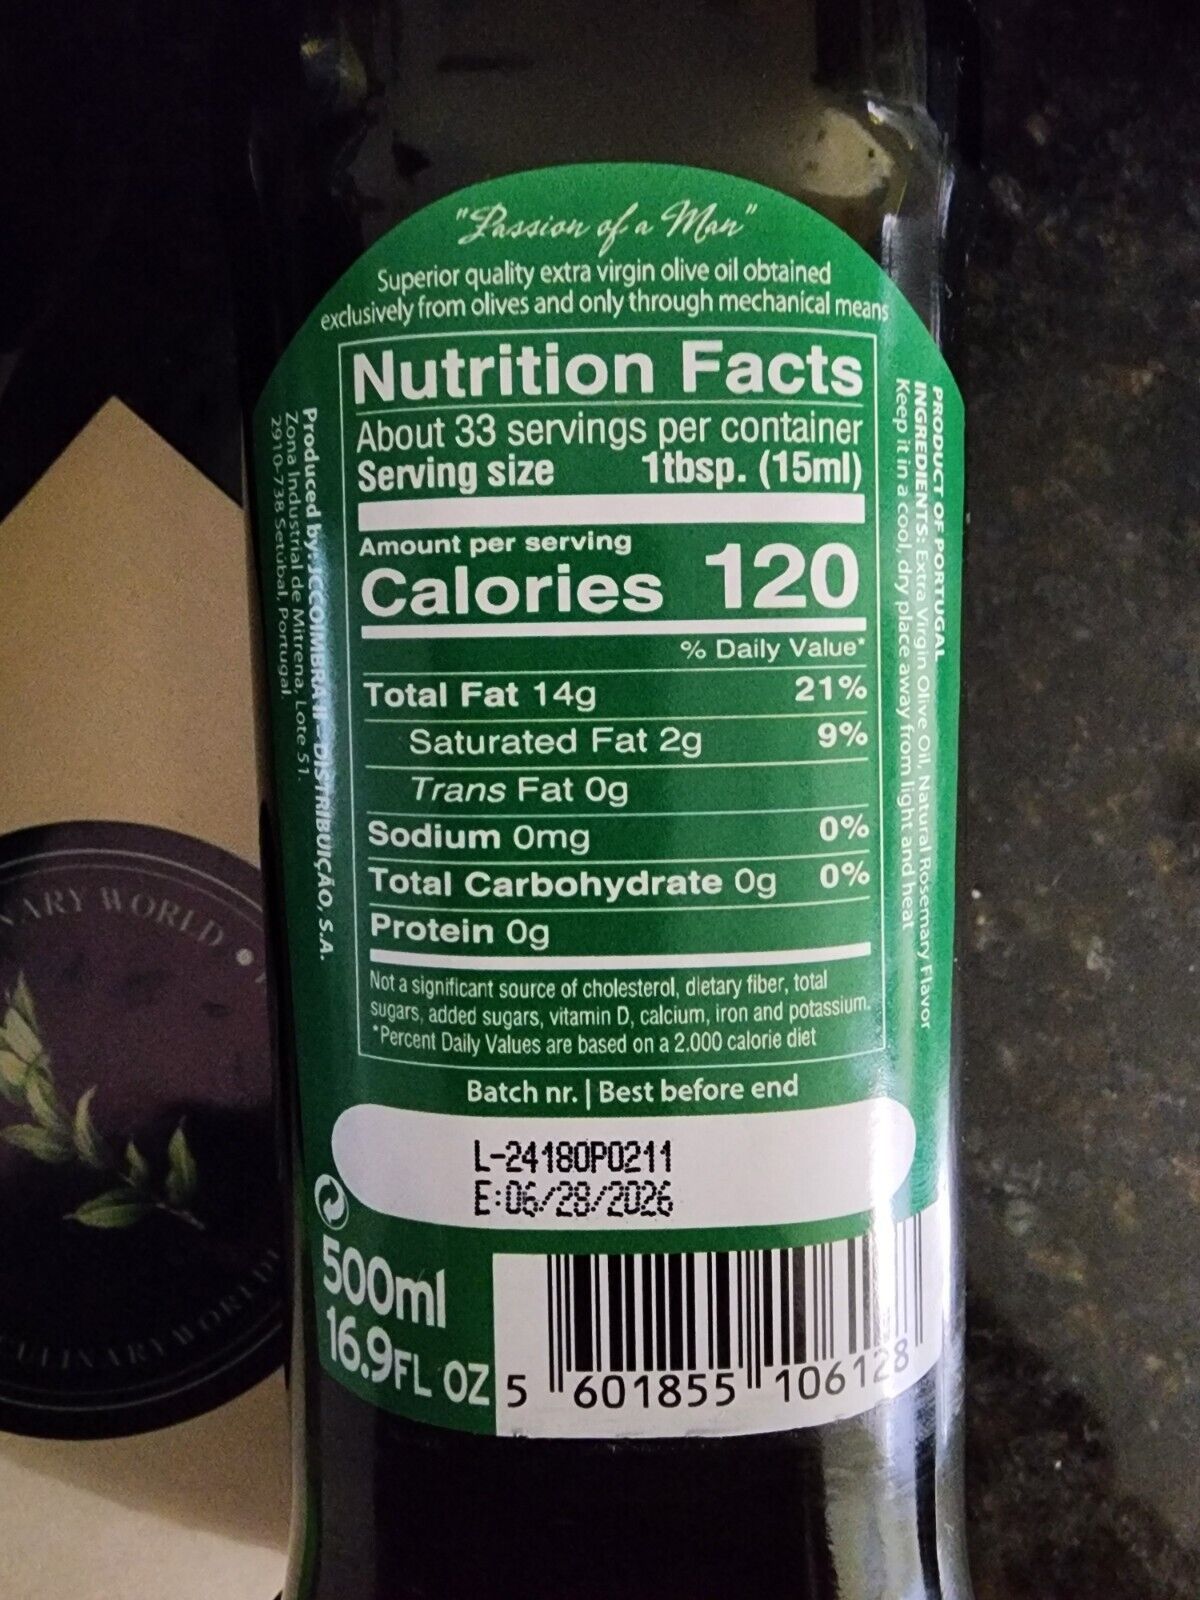 "Passion of a Man"
Superior quality extra virgin olive oil obtained
exclusively from olives and only through mechanical means
Nutrition Facts
About 33 servings per container
Serving size 1tbsp. (15ml)
Amount per serving
Calories 120
% Daily Value*
Total Fat 14g 21%
Saturated Fat 2g 9%
Trans Fat 0g
Sodium 0mg 0%
Total Carbohydrate 0g 0%
Protein 0g
Not a significant source of cholesterol, dietary fiber, total
sugars, added sugars, vitamin D, calcium, iron and potassium.
*Percent Daily Values are based on a 2.000 calorie diet
Batch nr. | Best before end
L-24180P0211
E:06/28/2026
500ml
16.9FL OZ
5 601855 106128
Produced by: JCCOIMBRA II - DISTRIBUIÇÃO, S.A.
Zona Industrial de Mitrena, Lote 51.
2910-738 Setúbal, Portugal.
PRODUCT OF PORTUGAL
INGREDIENTS: Extra Virgin Olive Oil, Natural Rosemary Flavor
Keep it in a cool, dry place away from light and heat
WORLD